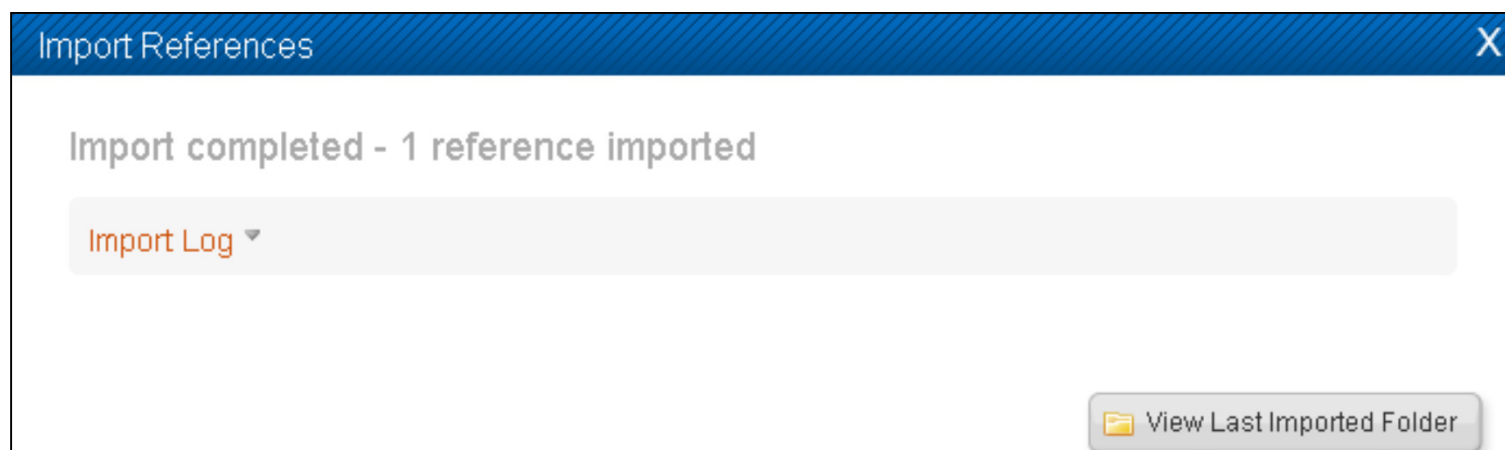 Import References X
Import completed - 1 reference imported
Import Log
View Last Imported Folder